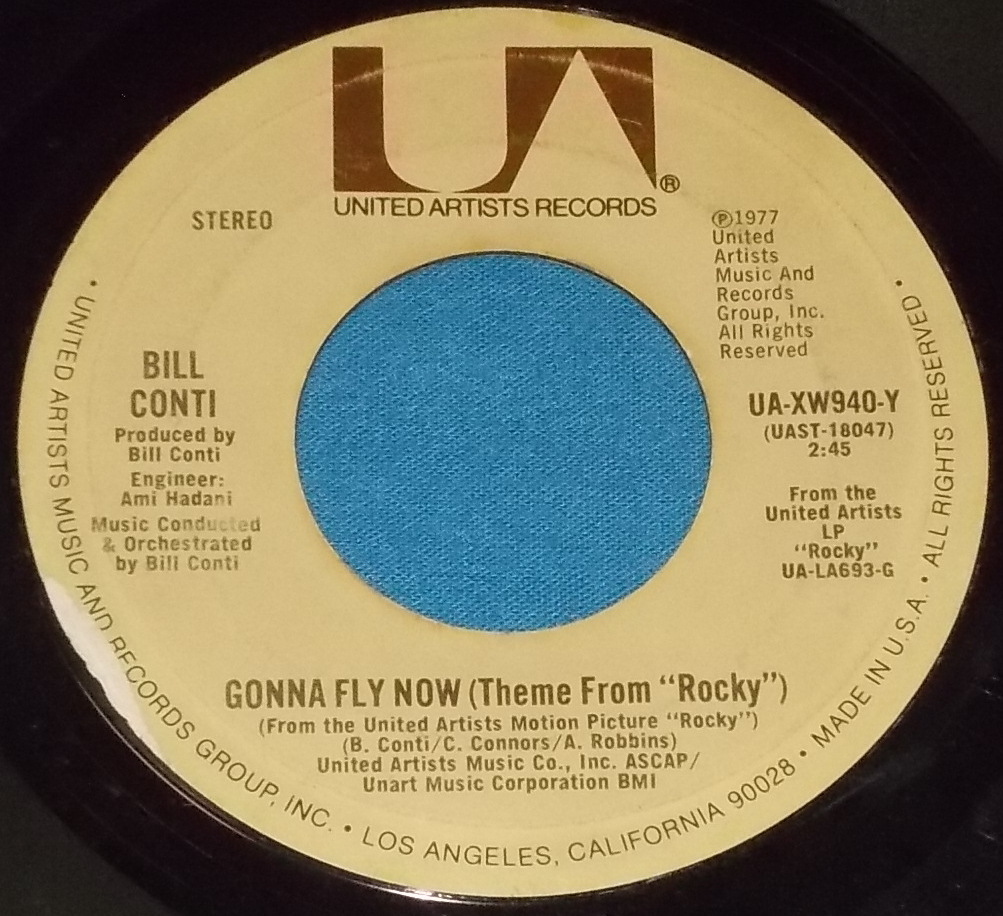 UA®
UNITED ARTISTS RECORDS
STEREO
℗1977
United
Artists
Music And
Records
Group, Inc.
All Rights
Reserved
BILL
CONTI
Produced by
Bill Conti
Engineer:
Ami Hadani
Music Conducted
& Orchestrated
by Bill Conti
UA-XW940-Y
(UAST-18047)
2:45
From the
United Artists
LP
“Rocky”
UA-LA693-G
GONNA FLY NOW (Theme From “Rocky”)
(From the United Artists Motion Picture “Rocky”)
(B. Conti/C. Connors/A. Robbins)
United Artists Music Co., Inc. ASCAP/
Unart Music Corporation BMI
• UNITED ARTISTS MUSIC AND RECORDS GROUP, INC. • LOS ANGELES, CALIFORNIA 90028 • MADE IN U.S.A. • ALL RIGHTS RESERVED •